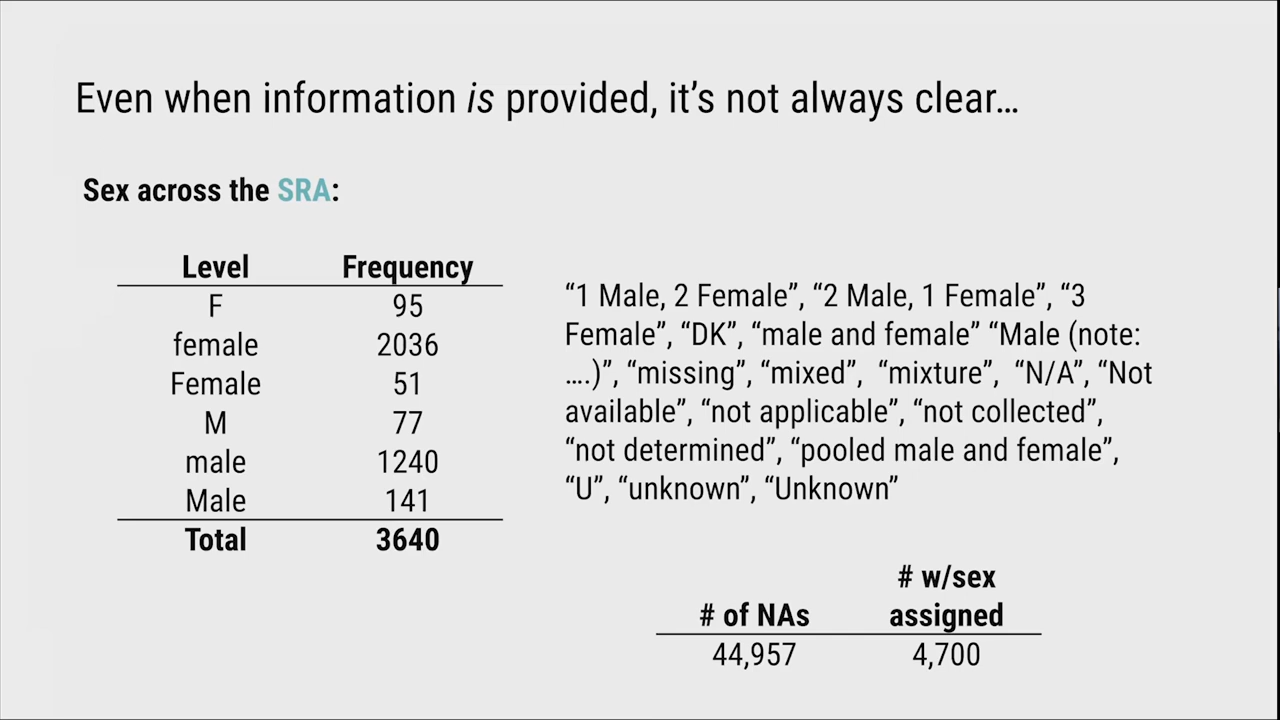 Even when information is provided, it’s not always clear…
Sex across the SRA:
Level Frequency
F 95
female 2036
Female 51
M 77
male 1240
Male 141
Total 3640
“1 Male, 2 Female”, “2 Male, 1 Female”, “3
Female”, “DK”, “male and female” “Male (note:
….)”, “missing”, “mixed”, “mixture”, “N/A”, “Not
available”, “not applicable”, “not collected”,
“not determined”, “pooled male and female”,
“U”, “unknown”, “Unknown”
# w/sex
# of NAs assigned
44,957 4,700